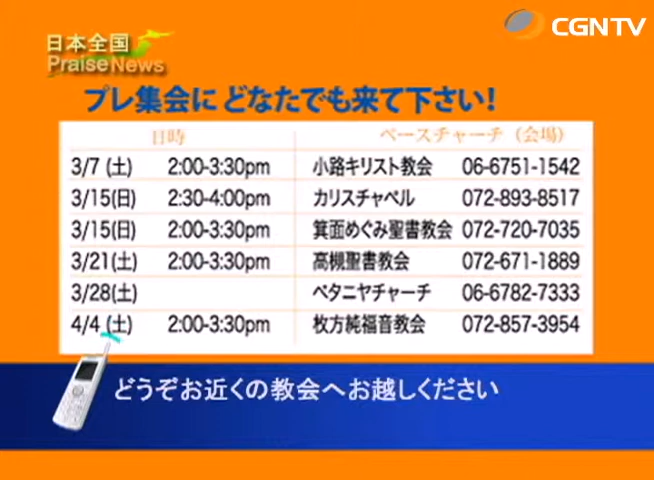 CGNTV
日本全国
PraiseNews
プレ集会に どなたでも来て下さい!
日時 ベースチャーチ（会場）
3/7 (土) 2:00-3:30pm 小路キリスト教会 06-6751-1542
3/15(日) 2:30-4:00pm カリスチャペル 072-893-8517
3/15(日) 2:00-3:30pm 箕面めぐみ聖書教会 072-720-7035
3/21(土) 2:00-3:30pm 高槻聖書教会 072-671-1889
3/28(土) ベタニヤチャーチ 06-6782-7333
4/4 (土) 2:00-3:30pm 枚方純福音教会 072-857-3954
どうぞお近くの教会へお越しください